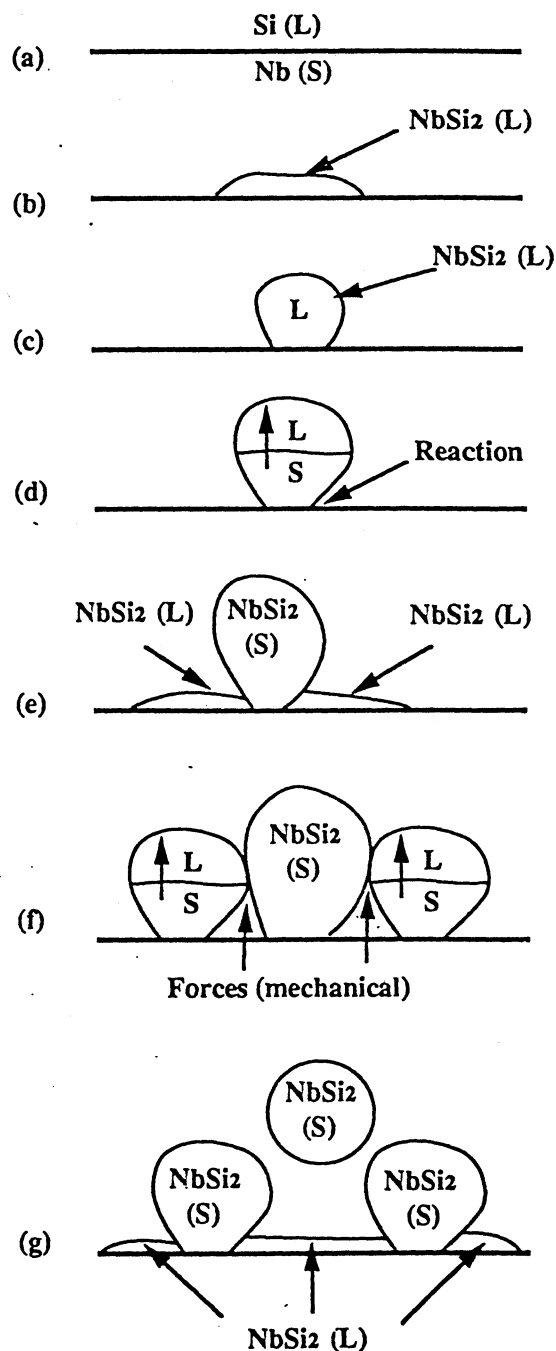 Si (L)
(a)
Nb (S)
NbSi2 (L)
(b)
NbSi2 (L)
L
(c)
L
S
Reaction
(d)
NbSi2 (L)
NbSi2
(S)
NbSi2 (L)
(e)
L
S
NbSi2
(S)
L
S
(f)
Forces (mechanical)
NbSi2
(S)
NbSi2
(S)
NbSi2
(S)
(g)
NbSi2 (L)